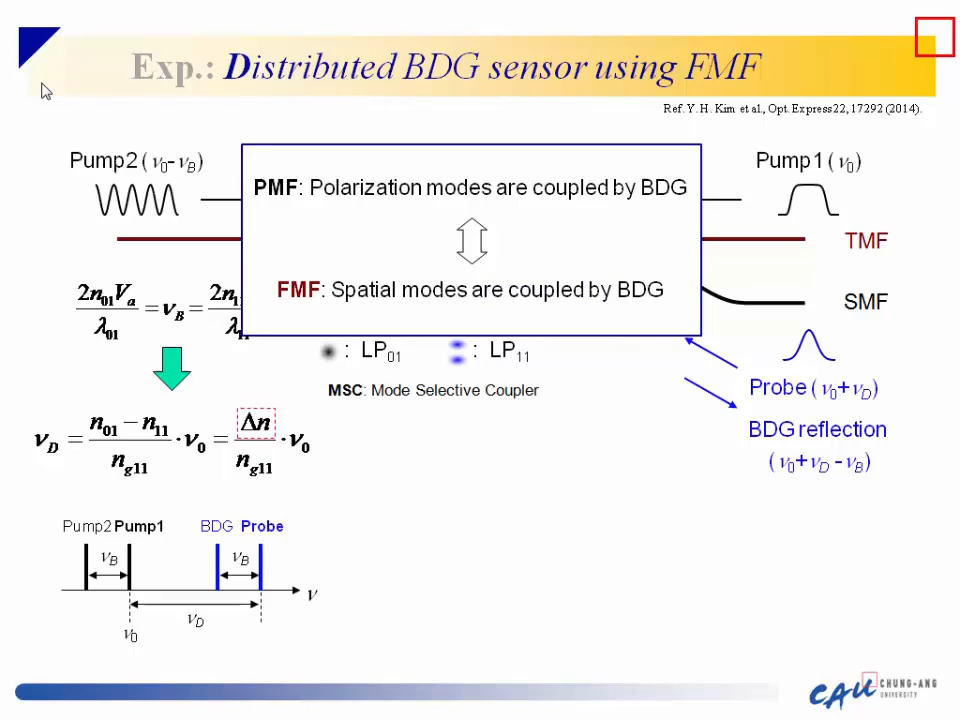 Exp.: Distributed BDG sensor using FMF
Ref. Y. H. Kim et al., Opt. Express 22, 17292 (2014).
Pump2 (ν0-νB)
Pump1 (ν0)
PMF: Polarization modes are coupled by BDG
FMF: Spatial modes are coupled by BDG
TMF
SMF
2n01Va / λ01 = νB = 2n1
λ11
: LP01
: LP11
MSC: Mode Selective Coupler
Probe (ν0+νD)
BDG reflection
(ν0+νD -νB)
νD = n01 − n11 / ng11 · ν0 = Δn / ng11 · ν0
Pump2 Pump1 BDG Probe
νB νB
ν
νD
ν0
CAU CHUNG-ANG
UNIVERSITY